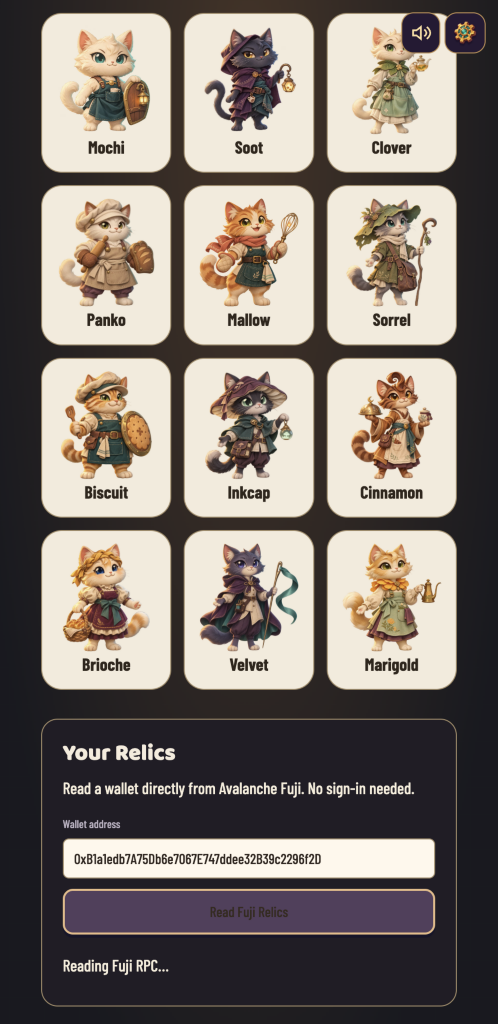 Mochi
Soot
Clover
Panko
Mallow
Sorrel
Biscuit
Inkcap
Cinnamon
Brioche
Velvet
Marigold
Your Relics
Read a wallet directly from Avalanche Fuji. No sign-in needed.
Wallet address
0xB1a1edb7A75Db6e7067E747ddee32B39c2296f2D
Read Fuji Relics
Reading Fuji RPC...